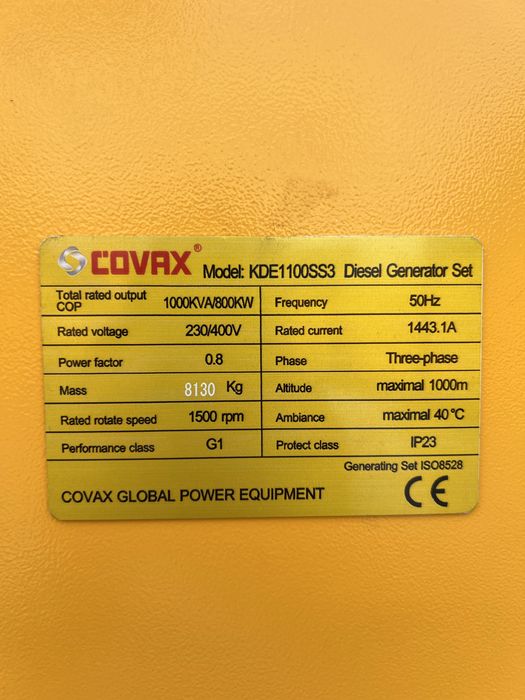 COVAX® Model: KDE1100SS3 Diesel Generator Set
Total rated output COP 1000KVA/800KW Frequency 50Hz
Rated voltage 230/400V Rated current 1443.1A
Power factor 0.8 Phase Three-phase
Mass 8130 Kg Altitude maximal 1000m
Rated rotate speed 1500 rpm Ambiance maximal 40°C
Performance class G1 Protect class IP23
Generating Set ISO8528
COVAX GLOBAL POWER EQUIPMENT CE